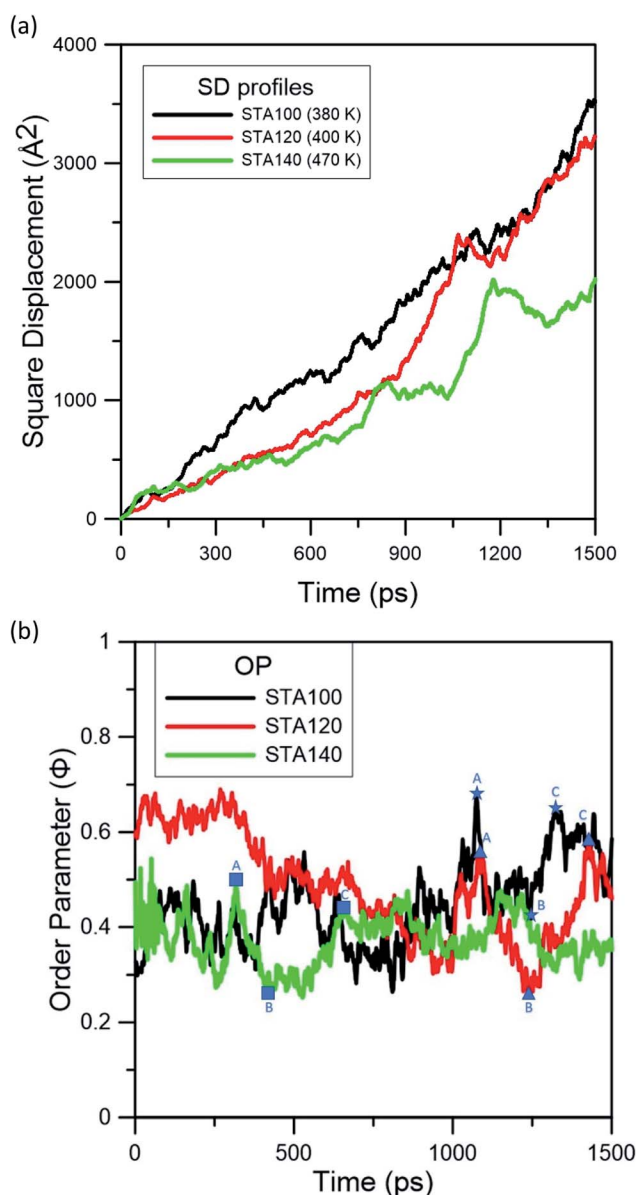 (a)
4000
3000
2000
1000
0
Square Displacement (Å²)
SD profiles
STA100 (380 K)
STA120 (400 K)
STA140 (470 K)
0 300 600 900 1200 1500
Time (ps)
(b)
1
0.8
0.6
0.4
0.2
0
Order Parameter (Φ)
OP
STA100
STA120
STA140
A
C
A
C
A
C
B
B
B
0 500 1000 1500
Time (ps)